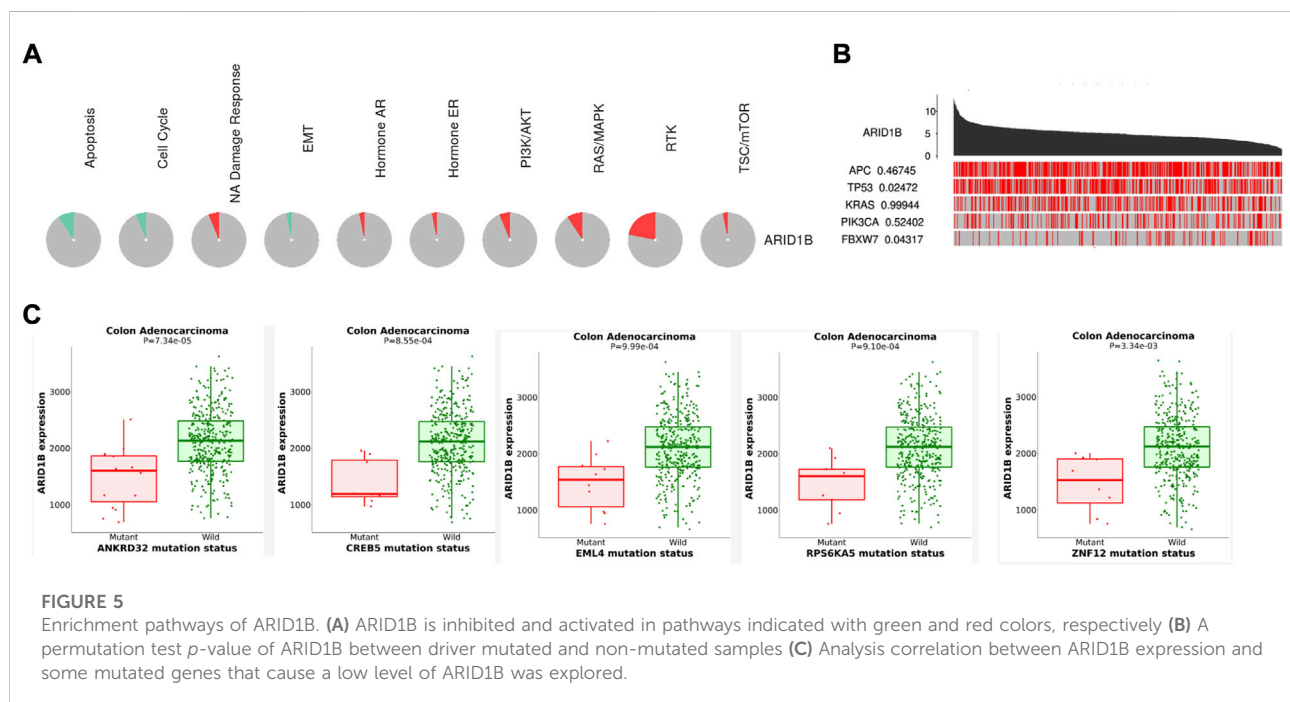 A
Apoptosis
Cell Cycle
NA Damage Response
EMT
Hormone AR
Hormone ER
PI3K/AKT
RAS/MAPK
RTK
TSC/mTOR
ARID1B
B
10
5
0
ARID1B
APC 0.46745
TP53 0.02472
KRAS 0.99944
PIK3CA 0.52402
FBXW7 0.04317
C
Colon Adenocarcinoma
P=7.34e-05
ARID1B expression
3000
2000
1000
Mutant Wild
ANKRD32 mutation status
Colon Adenocarcinoma
P=8.55e-04
ARID1B expression
3000
2000
1000
Mutant Wild
CREB5 mutation status
Colon Adenocarcinoma
P=9.99e-04
ARID1B expression
3000
2000
1000
Mutant Wild
EML4 mutation status
Colon Adenocarcinoma
P=9.10e-04
ARID1B expression
3000
2000
1000
Mutant Wild
RPS6KA5 mutation status
Colon Adenocarcinoma
P=3.34e-03
ARID1B expression
3000
2000
1000
Mutant Wild
ZNF12 mutation status
FIGURE 5
Enrichment pathways of ARID1B. (A) ARID1B is inhibited and activated in pathways indicated with green and red colors, respectively (B) A
permutation test p-value of ARID1B between driver mutated and non-mutated samples (C) Analysis correlation between ARID1B expression and
some mutated genes that cause a low level of ARID1B was explored.